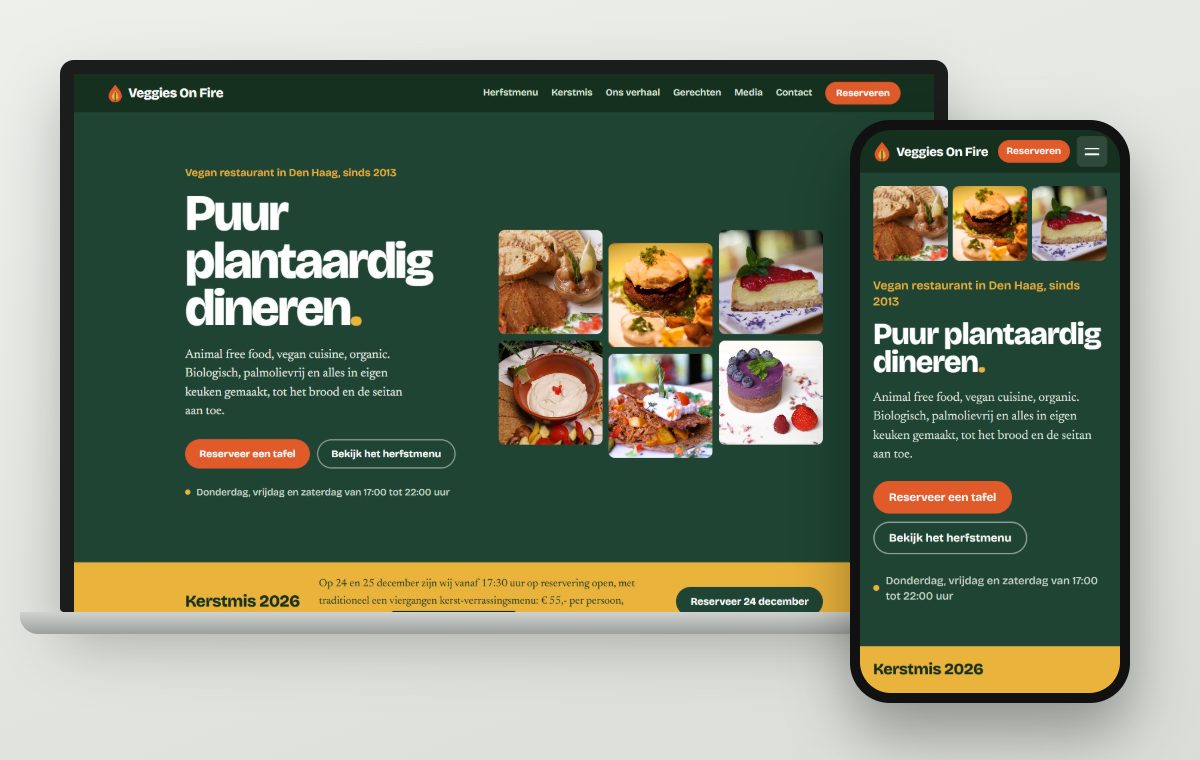 Veggies On Fire
Herfstmenu Kerstmis Ons verhaal Gerechten Media Contact Reserveren
Vegan restaurant in Den Haag, sinds 2013
Puur
plantaardig
dineren.
Animal free food, vegan cuisine, organic.
Biologisch, palmolievrij en alles in eigen
keuken gemaakt, tot het brood en de seitan
aan toe.
Reserveer een tafel Bekijk het herfstmenu
Donderdag, vrijdag en zaterdag van 17:00 tot 22:00 uur
Kerstmis 2026
Op 24 en 25 december zijn wij vanaf 17:30 uur op reservering open, met
traditioneel een viergangen kerst-verrassingsmenu: € 55,- per persoon,
Reserveer 24 december
Veggies On Fire Reserveren
Vegan restaurant in Den Haag, sinds
2013
Puur plantaardig
dineren.
Animal free food, vegan cuisine, organic.
Biologisch, palmolievrij en alles in eigen
keuken gemaakt, tot het brood en de seitan
aan toe.
Reserveer een tafel
Bekijk het herfstmenu
Donderdag, vrijdag en zaterdag van 17:00
tot 22:00 uur
Kerstmis 2026